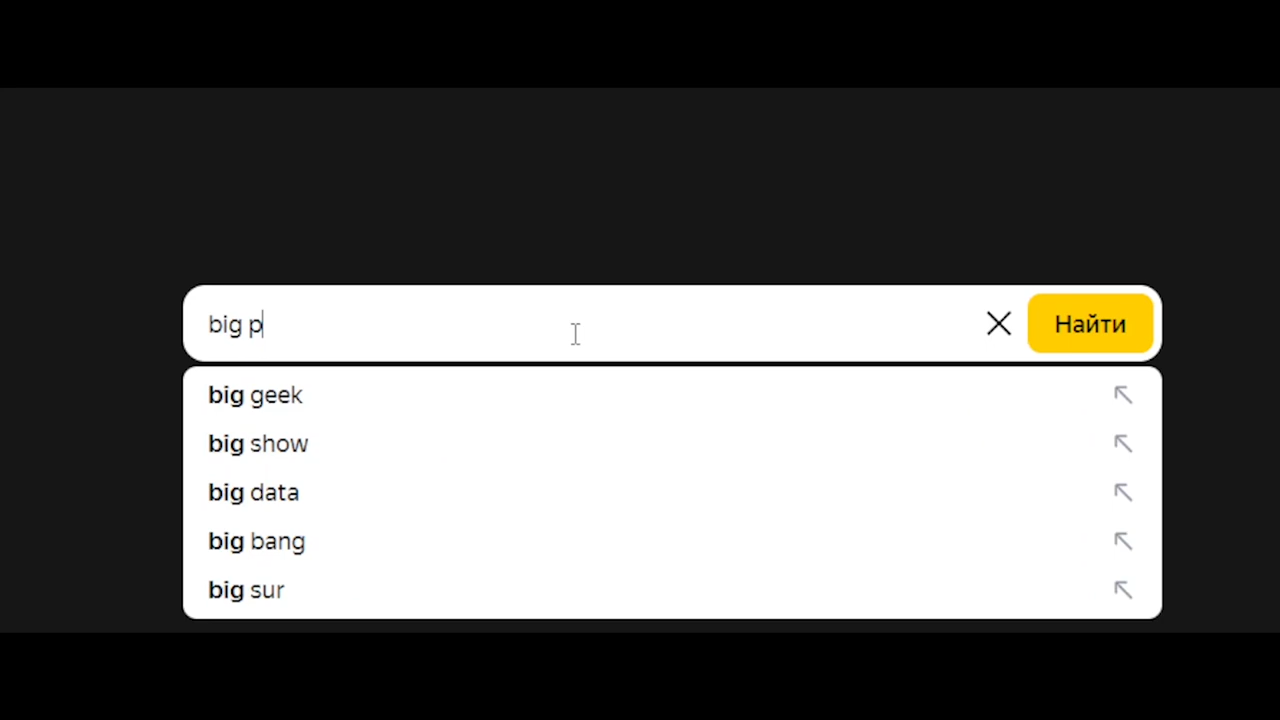 big p
Найти
big geek
big show
big data
big bang
big sur